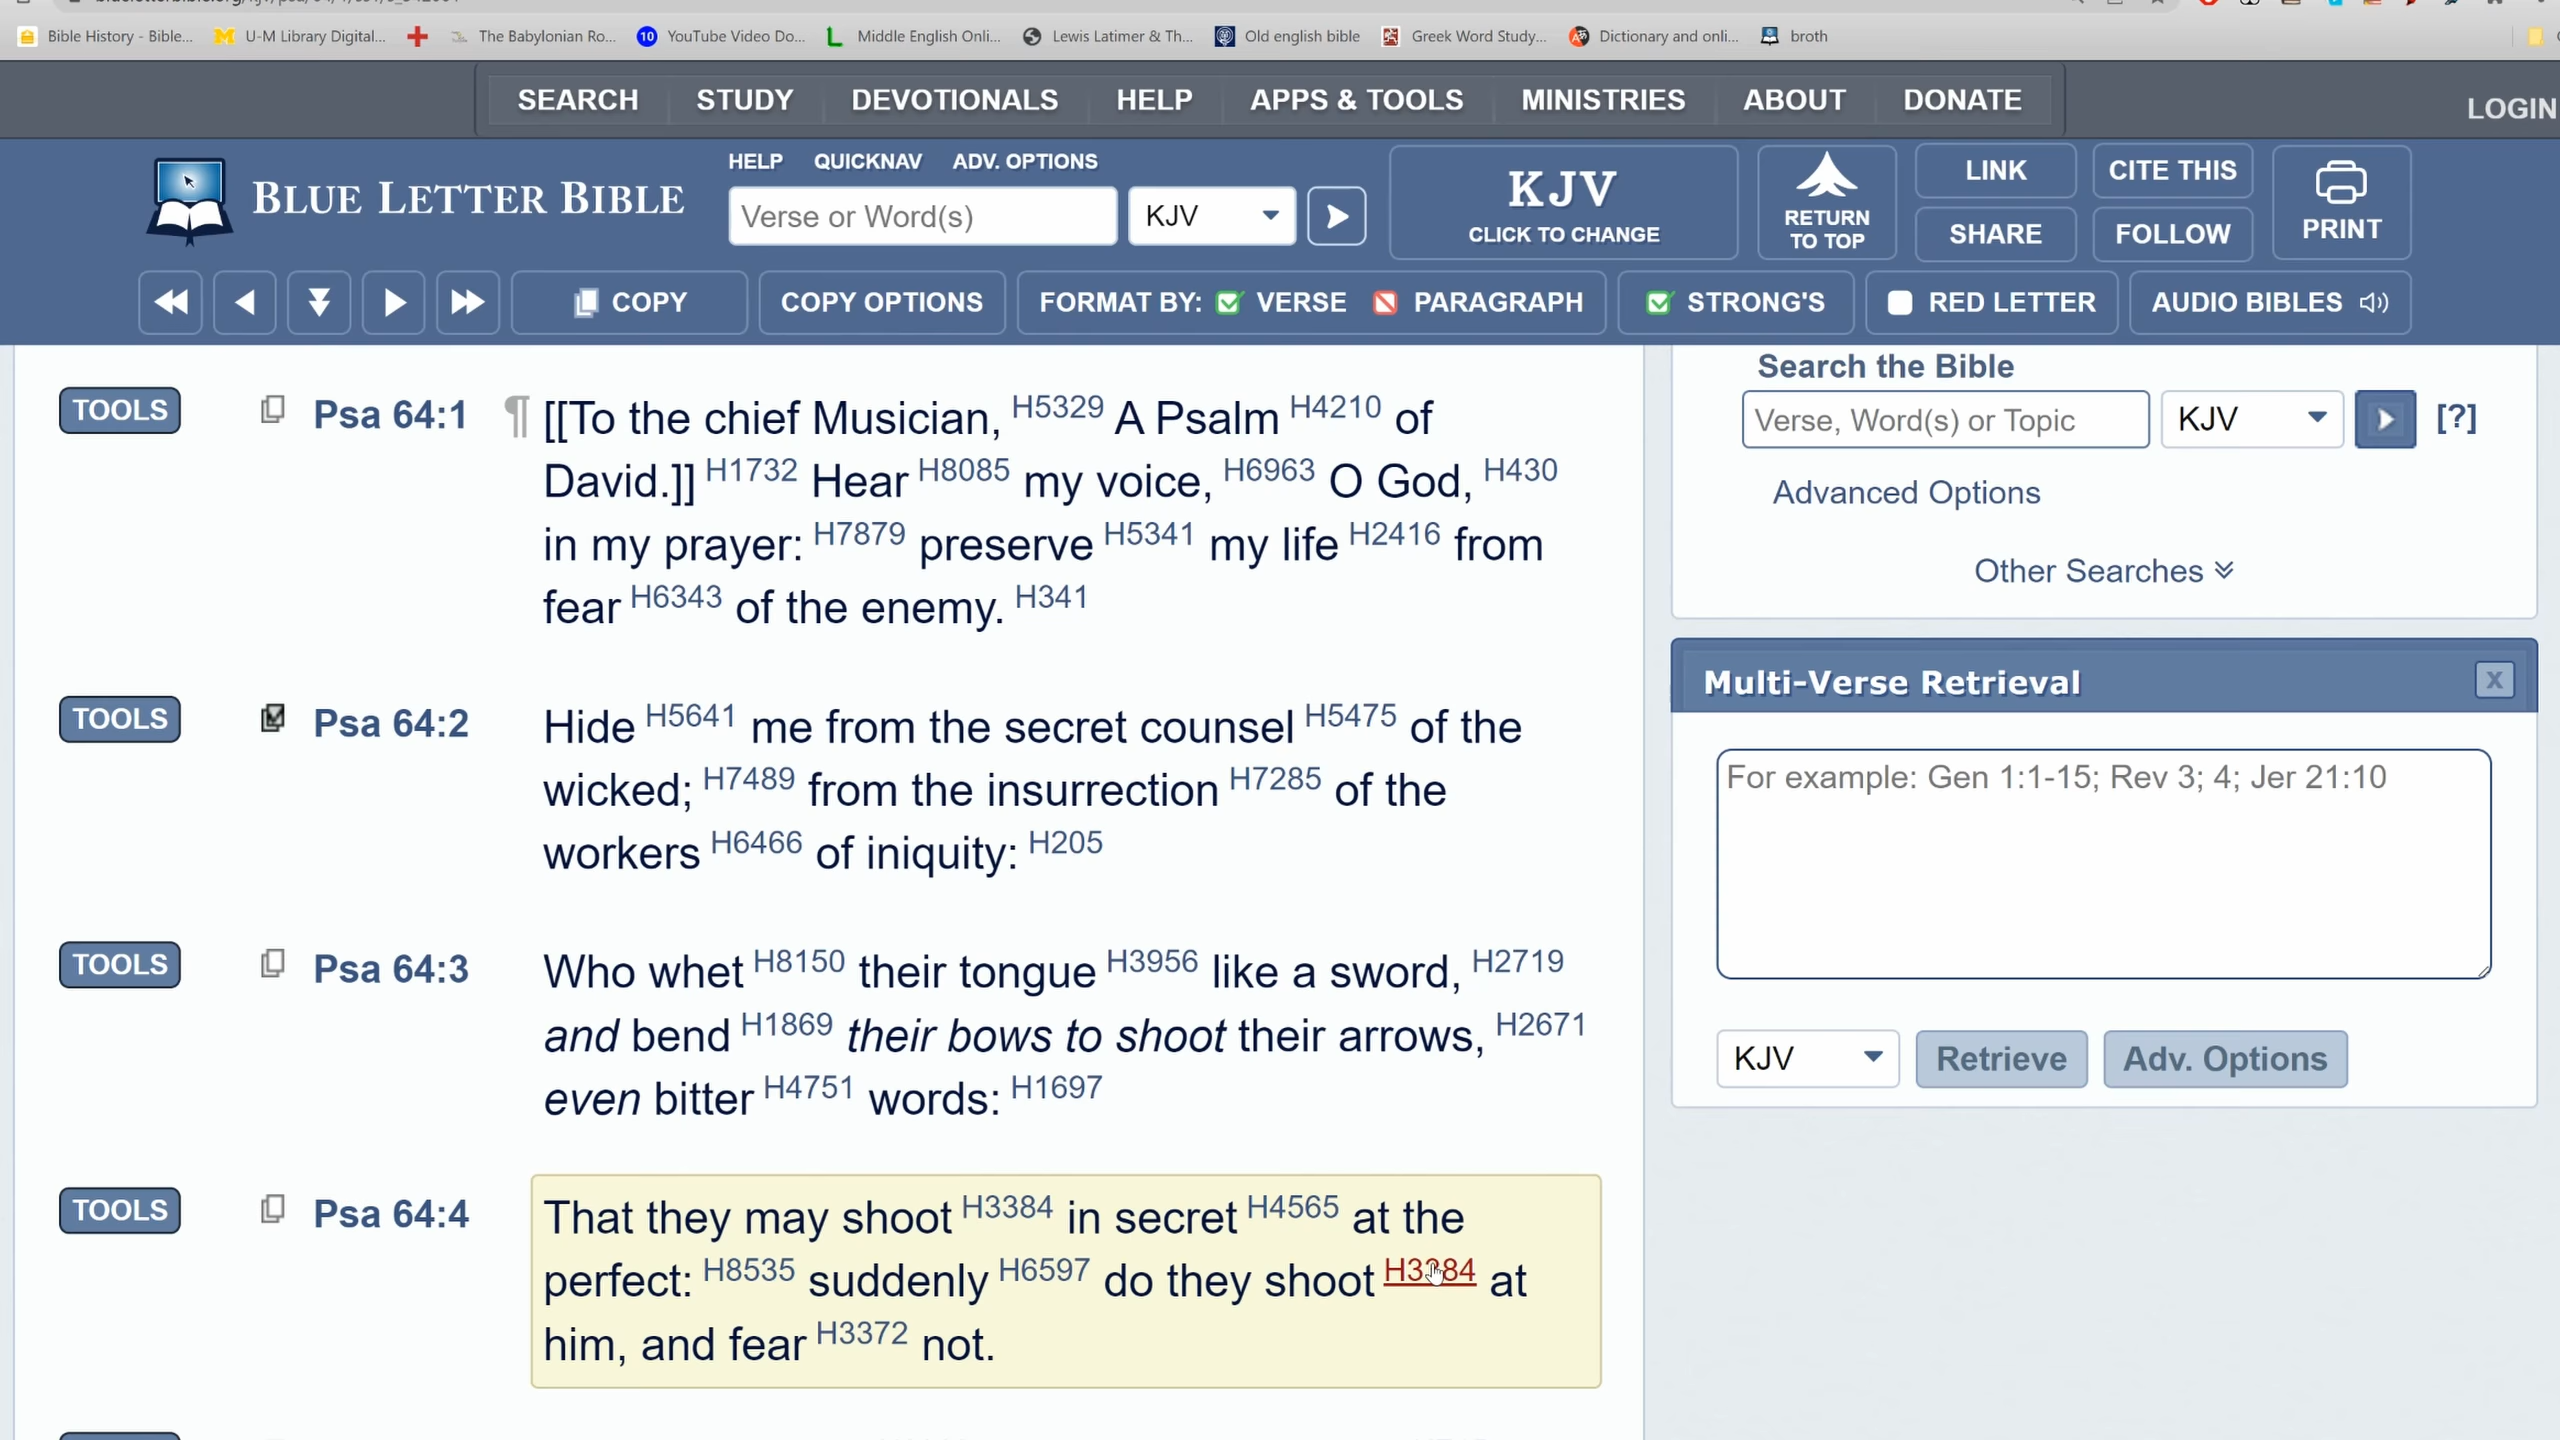 Bible History - Bible...
U-M Library Digital...
The Babylonian Ro...
10
YouTube Video Do...
Middle English Onli...
Lewis Latimer & Th...
Old english bible
Greek Word Study...
Dictionary and onli...
broth
SEARCH
STUDY
DEVOTIONALS
HELP
APPS & TOOLS
MINISTRIES
ABOUT
DONATE
LOGIN
BLUE LETTER BIBLE
HELP
QUICKNAV
ADV. OPTIONS
Verse or Word(s)
KJV
KJV
CLICK TO CHANGE
RETURN
TO TOP
LINK
CITE THIS
SHARE
FOLLOW
PRINT
COPY
COPY OPTIONS
FORMAT BY: VERSE PARAGRAPH
STRONG'S
RED LETTER
AUDIO BIBLES
TOOLS
Psa 64:1
¶ [[To the chief Musician, H5329 A Psalm H4210 of
David.]] H1732 Hear H8085 my voice, H6963 O God, H430
in my prayer: H7879 preserve H5341 my life H2416 from
fear H6343 of the enemy. H341
TOOLS
Psa 64:2
Hide H5641 me from the secret counsel H5475 of the
wicked; H7489 from the insurrection H7285 of the
workers H6466 of iniquity: H205
TOOLS
Psa 64:3
Who whet H8150 their tongue H3956 like a sword, H2719
and bend H1869 their bows to shoot their arrows, H2671
even bitter H4751 words: H1697
TOOLS
Psa 64:4
That they may shoot H3384 in secret H4565 at the
perfect: H8535 suddenly H6597 do they shoot H3384 at
him, and fear H3372 not.
Search the Bible
Verse, Word(s) or Topic
KJV
[?]
Advanced Options
Other Searches
Multi-Verse Retrieval
X
For example: Gen 1:1-15; Rev 3; 4; Jer 21:10
KJV
Retrieve
Adv. Options